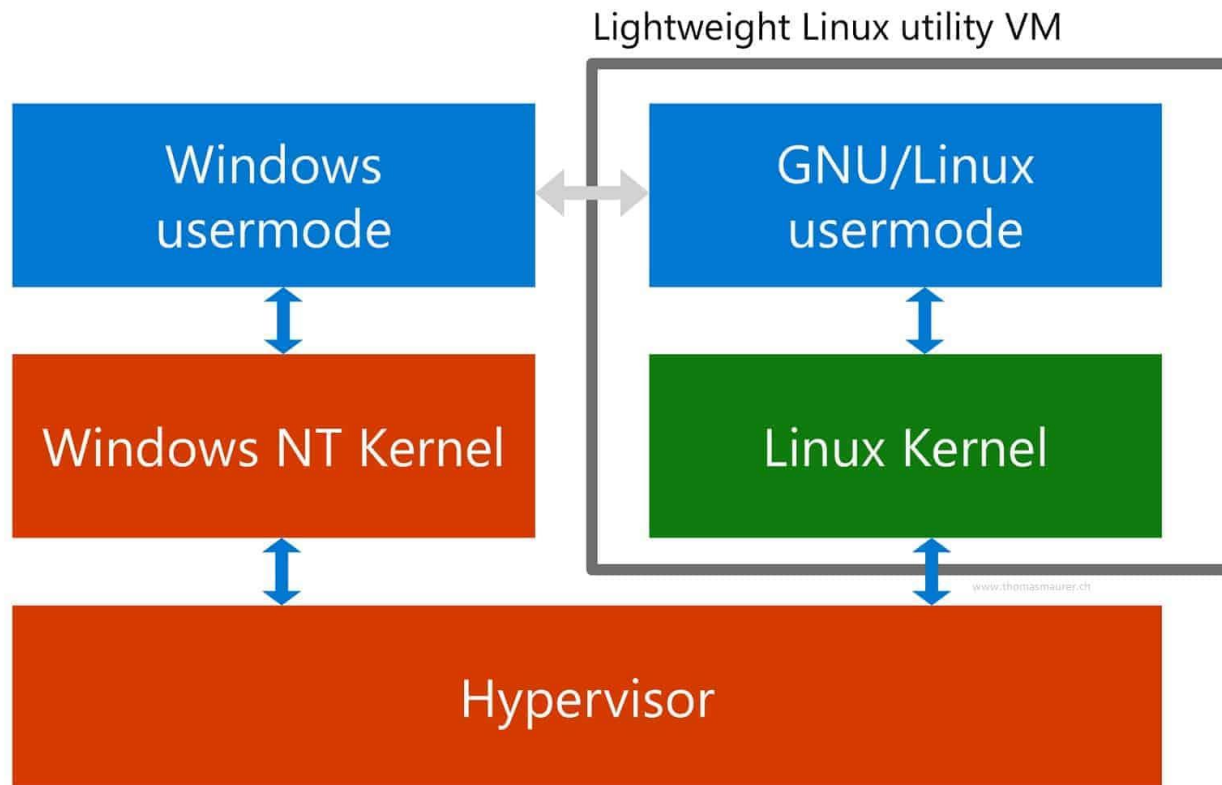 Lightweight Linux utility VM
Windows
usermode
GNU/Linux
usermode
Windows NT Kernel
Linux Kernel
www.thomasmaurer.ch
Hypervisor